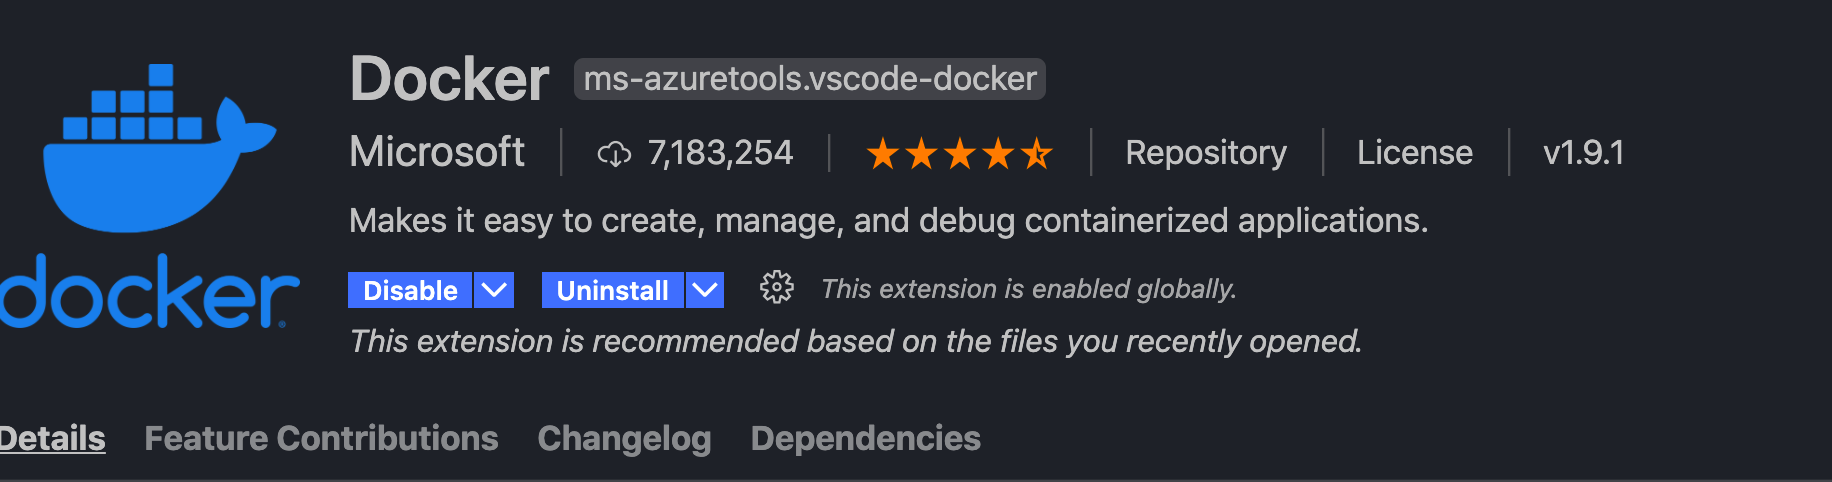 Docker ms-azuretools.vscode-docker
Microsoft 7,183,254 Repository License v1.9.1
Makes it easy to create, manage, and debug containerized applications.
docker
Disable Uninstall This extension is enabled globally.
This extension is recommended based on the files you recently opened.
Details Feature Contributions Changelog Dependencies